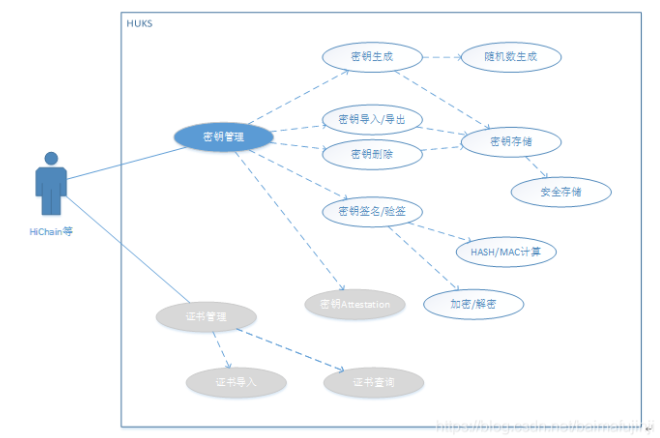 HUKS
密钥生成
随机数生成
密钥导入/导出
密钥管理
密钥存储
密钥删除
安全存储
密钥签名/验签
HiChain等
HASH/MAC计算
密钥Attestation
加密/解密
证书管理
证书导入
证书查询